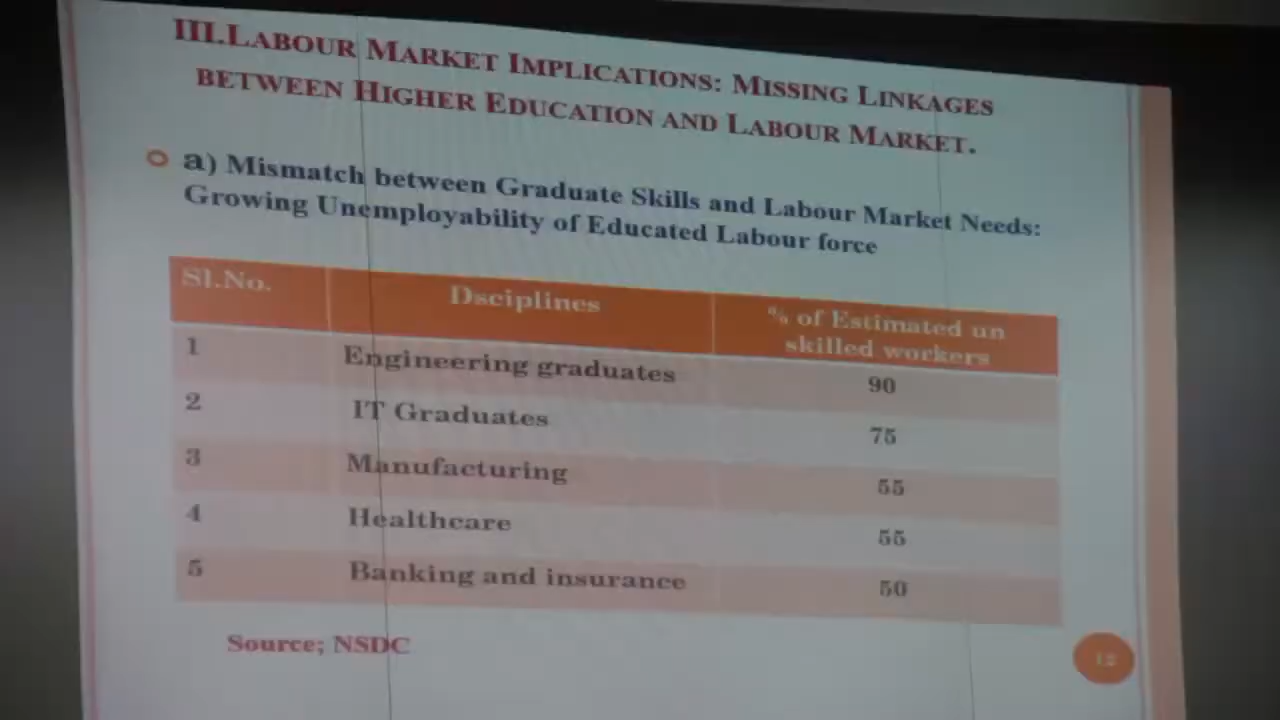 III.LABOUR MARKET IMPLICATIONS: MISSING LINKAGES
BETWEEN HIGHER EDUCATION AND LABOUR MARKET.
a) Mismatch between Graduate Skills and Labour Market Needs:
Growing Unemployability of Educated Labour force
Sl.No. Dsciplines % of Estimated un
skilled workers
1 Engineering graduates 90
2 IT Graduates 75
3 Manufacturing 55
4 Healthcare 55
5 Banking and insurance 50
Source; NSDC
12